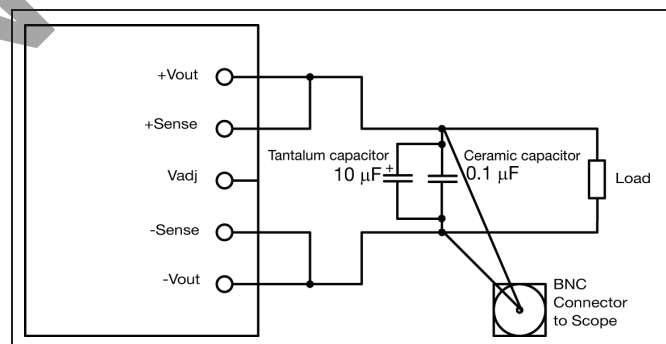 +Vout
+Sense
Vadj
-Sense
-Vout
Tantalum capacitor
10 μF
+
Ceramic capacitor
0.1 μF
Load
BNC
Connector
to Scope